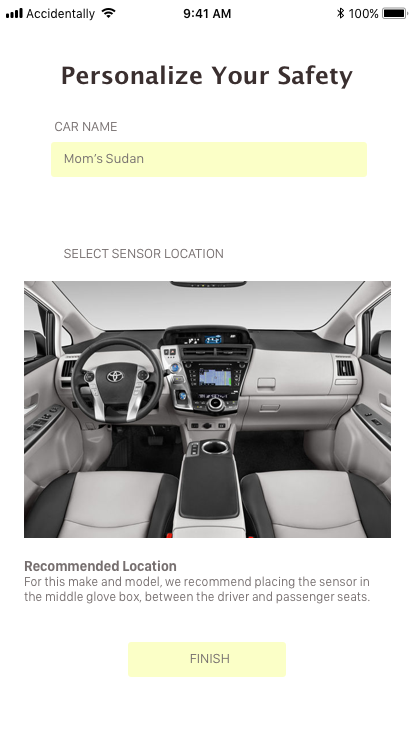 Accidentally 9:41 AM 100%
Personalize Your Safety
CAR NAME
Mom's Sudan
SELECT SENSOR LOCATION
Recommended Location
For this make and model, we recommend placing the sensor in
the middle glove box, between the driver and passenger seats.
FINISH